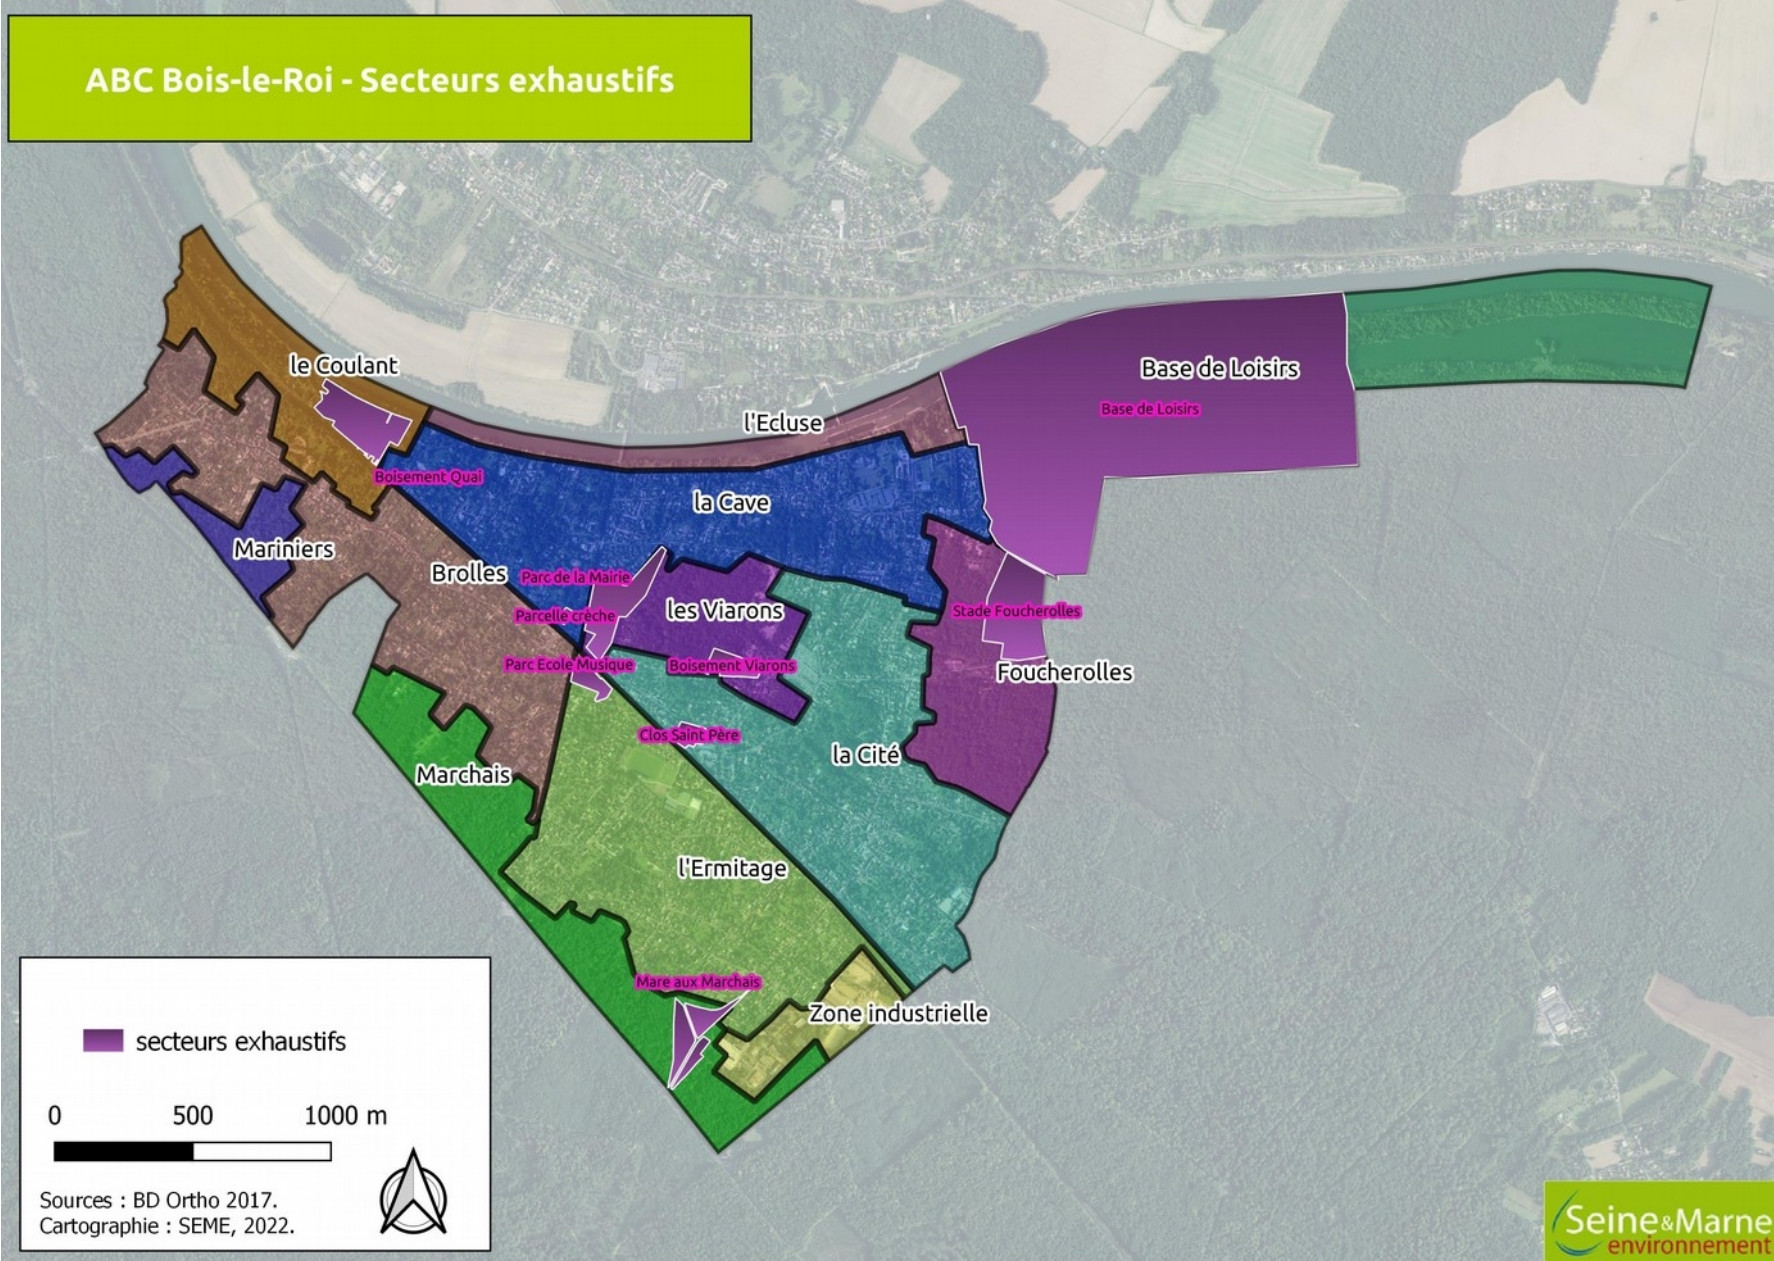 ABC Bois-le-Roi - Secteurs exhaustifs
le Coulant
Base de Loisirs
Base de Loisirs
l'Ecluse
Boisement Quai
la Cave
Mariniers
Brolles
Parc de la Mairie
Parcelle crèche
les Viarons
Stade Foucherolles
Parc Ecole Musique
Boisement Viarons
Foucherolles
Clos Saint Père
la Cité
Marchais
l'Ermitage
Mare aux Marchais
Zone industrielle
secteurs exhaustifs
0 500 1000 m
Sources : BD Ortho 2017.
Cartographie : SEME, 2022.
Seine&Marne
environnement